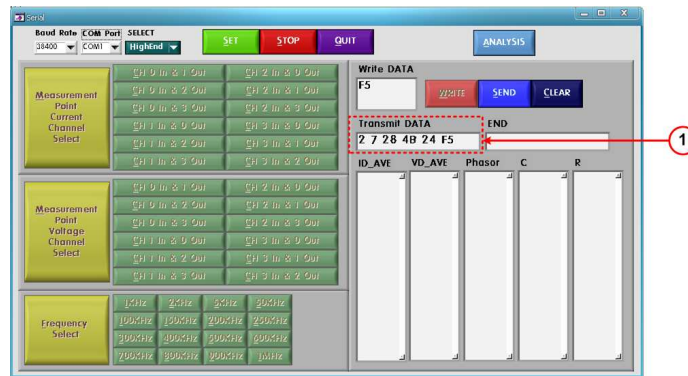 Serial
Baud Rate COM Port SELECT
38400 COM1 HighEnd SET STOP QUIT ANALYSIS
Measurement
Point
Current
Channel
Select
CH 0 In & 1 Out CH 2 In & 0 Out
CH 0 In & 2 Out CH 2 In & 1 Out
CH 0 In & 3 Out CH 2 In & 3 Out
CH 1 In & 0 Out CH 3 In & 0 Out
CH 1 In & 2 Out CH 3 In & 1 Out
CH 1 In & 3 Out CH 3 In & 2 Out
Measurement
Point
Voltage
Channel
Select
CH 0 In & 1 Out CH 2 In & 0 Out
CH 0 In & 2 Out CH 2 In & 1 Out
CH 0 In & 3 Out CH 2 In & 3 Out
CH 1 In & 0 Out CH 3 In & 0 Out
CH 1 In & 2 Out CH 3 In & 1 Out
CH 1 In & 3 Out CH 3 In & 2 Out
Frequency
Select
1KHz 2KHz 5KHz 50KHz
100KHz 150KHz 200KHz 250KHz
300KHz 400KHz 500KHz 600KHz
700KHz 800KHz 900KHz 1MHz
Write DATA
F5
WRITE SEND CLEAR
Transmit DATA END
2 7 28 4B 24 F5
1
ID_AVE VD_AVE Phasor C R